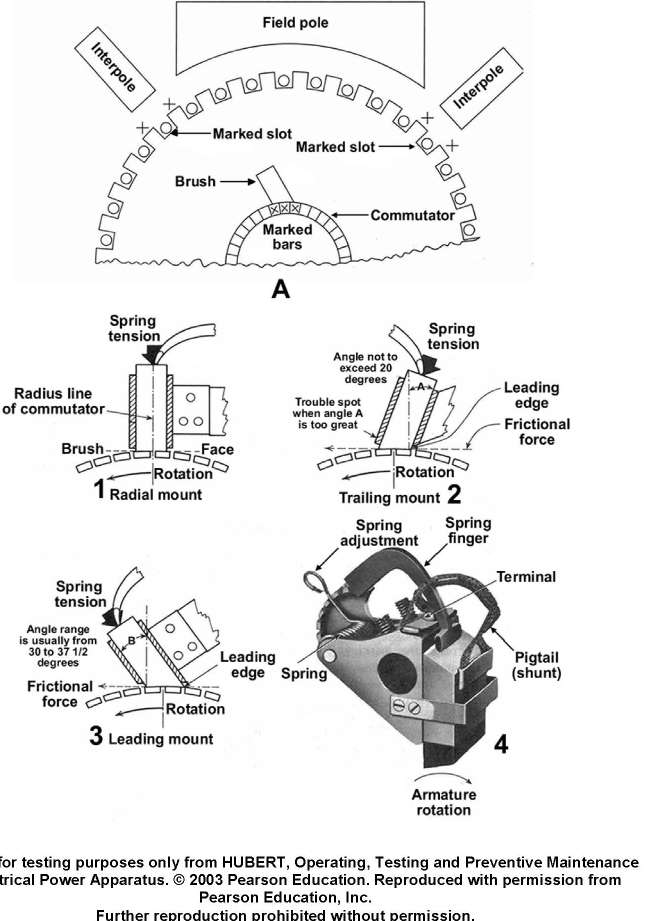 Field pole
Interpole
Interpole
Marked slot
Marked slot
Brush
Commutator
Marked
bars
A
Spring
tension
Radius line
of commutator
Brush
Face
Rotation
1 Radial mount
Spring
tension
Angle not to
exceed 20
degrees
A
Trouble spot
when angle A
is too great
Leading
edge
Frictional
force
Rotation
Trailing mount 2
Spring
tension
Angle range
is usually from
30 to 37 1/2
degrees
B
Leading
edge
Frictional
force
Rotation
3 Leading mount
Spring
adjustment
Spring
finger
Terminal
Spring
Pigtail
(shunt)
4
Armature
rotation
for testing purposes only from HUBERT, Operating, Testing and Preventive Maintenance
trical Power Apparatus. © 2003 Pearson Education. Reproduced with permission from
Pearson Education, Inc.
Further reproduction prohibited without permission.